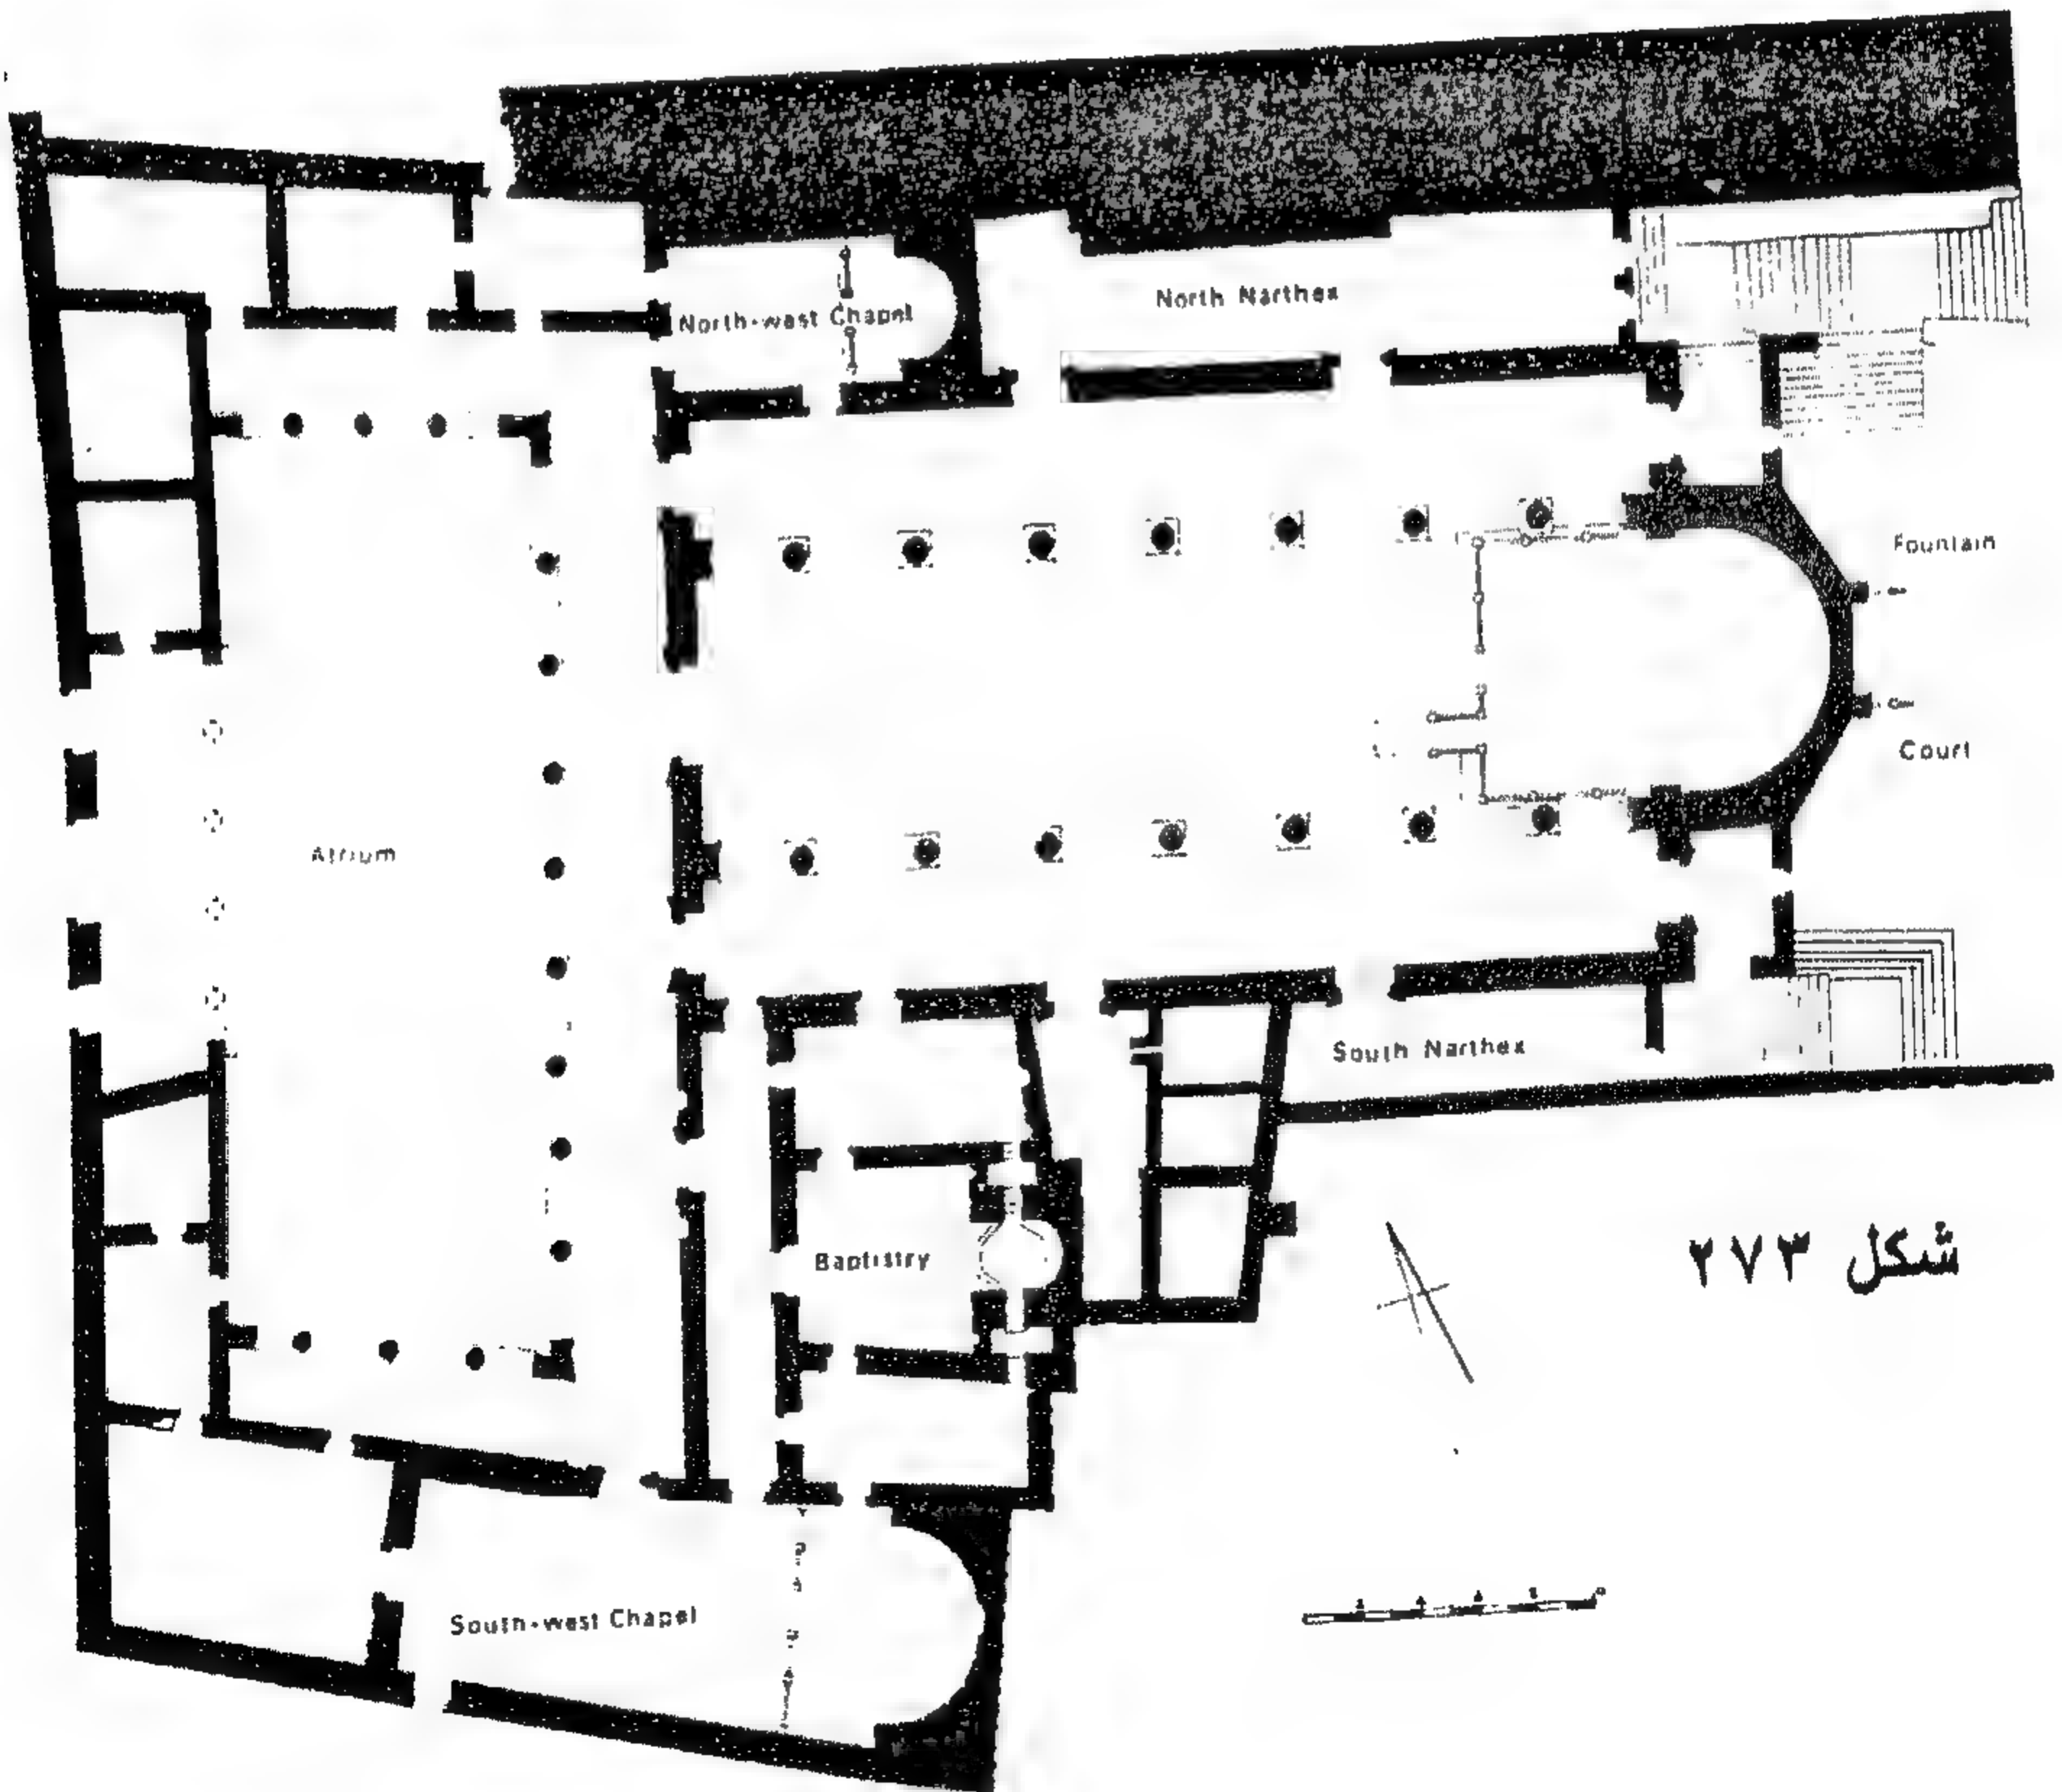 North-west Chapel
North Narthex
Fountain
Court
Atrium
South Narthex
Baptistry
شكل ٢٧٣
South-west Chapel